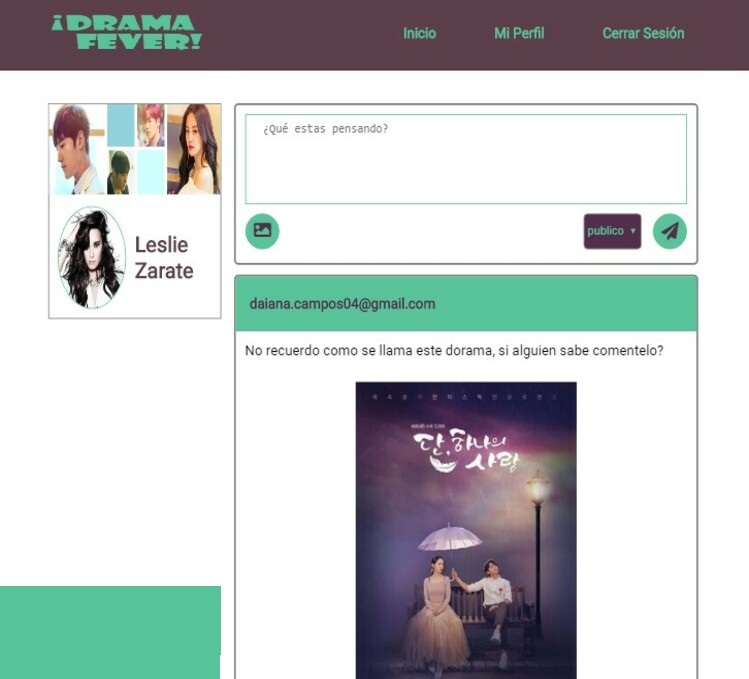 ¡DRAMA
FEVER!
Inicio
Mi Perfil
Cerrar Sesión
¿Qué estas pensando?
publico
Leslie
Zarate
daiana.campos04@gmail.com
No recuerdo como se llama este dorama, si alguien sabe comentelo?
단, 하나의
사랑